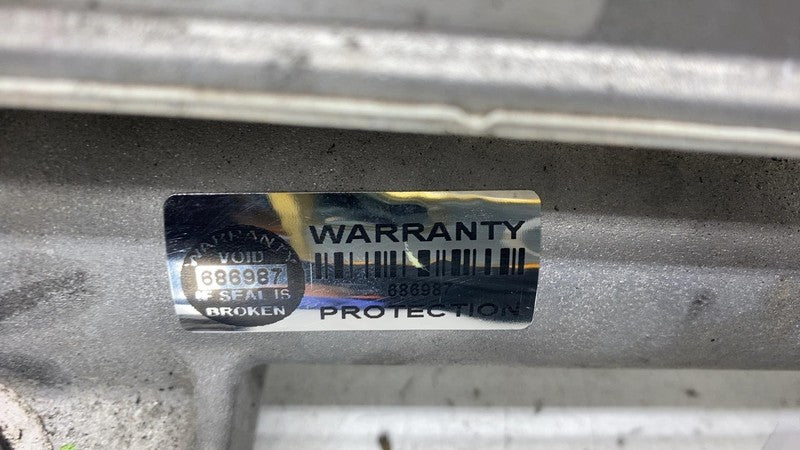 WARRANTY
VOID
686987
IF SEAL IS
BROKEN
WARRANTY
686987
PROTECTION